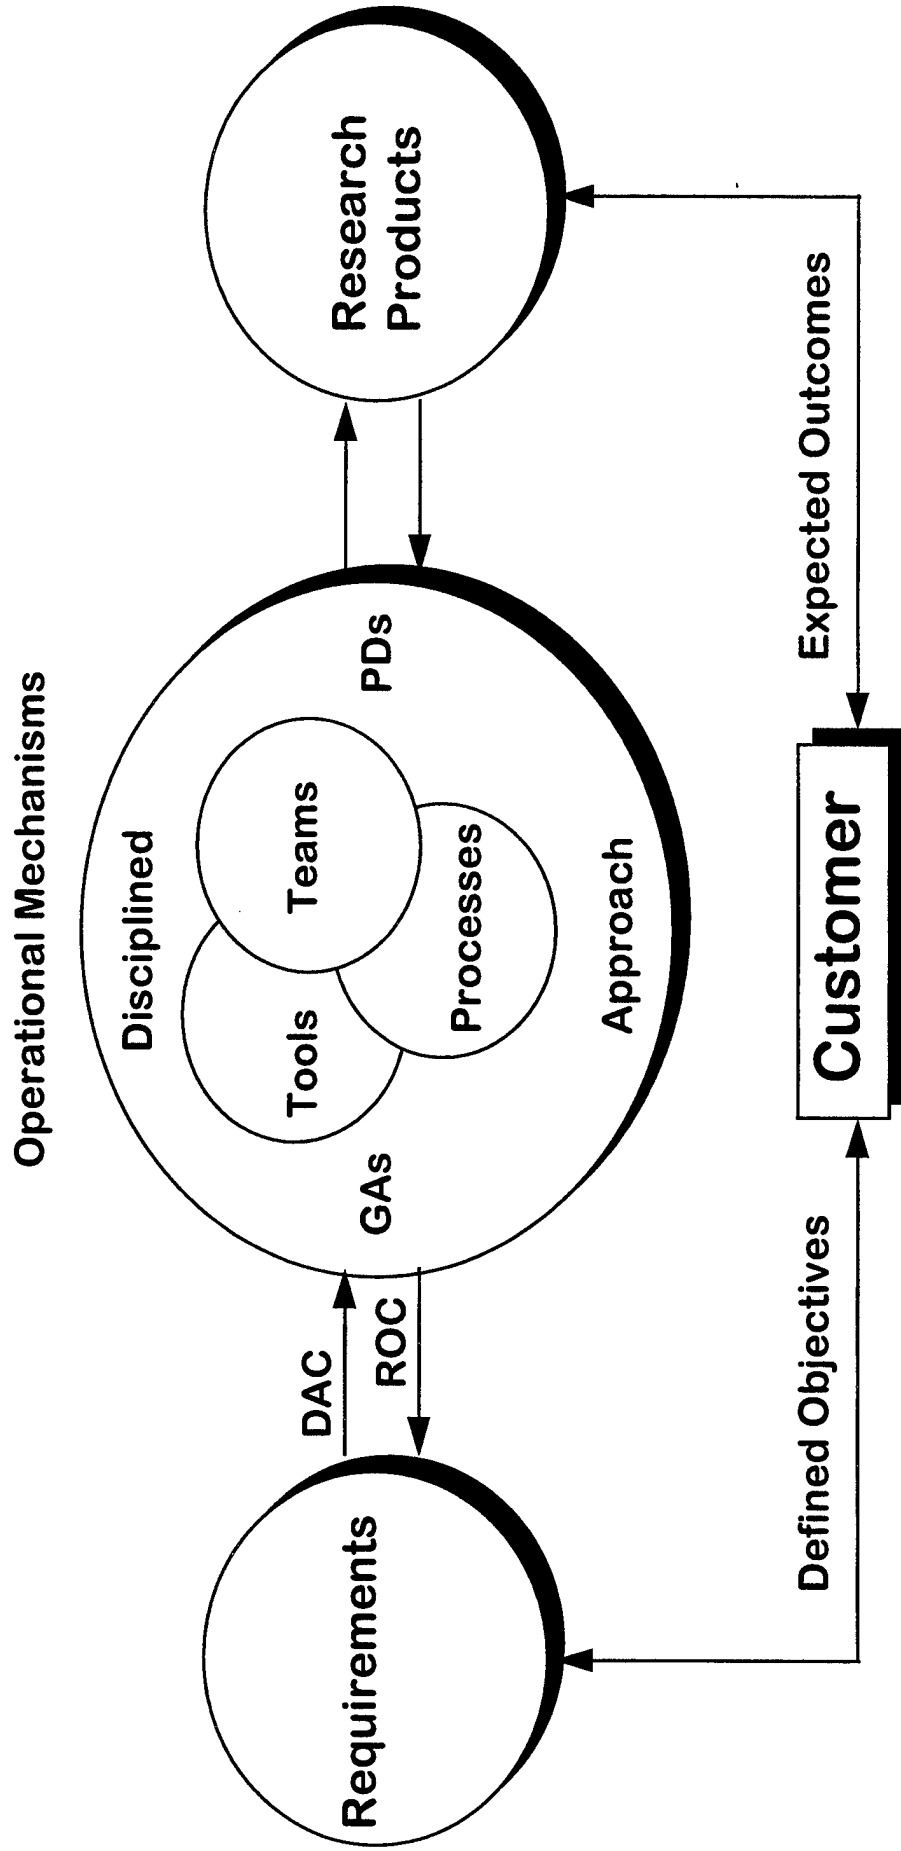 Operational Mechanisms
Disciplined
Tools
Teams
Processes
Approach
GAs
PDs
Requirements
DAC
ROC
Research
Products
Defined Objectives
Customer
Expected Outcomes